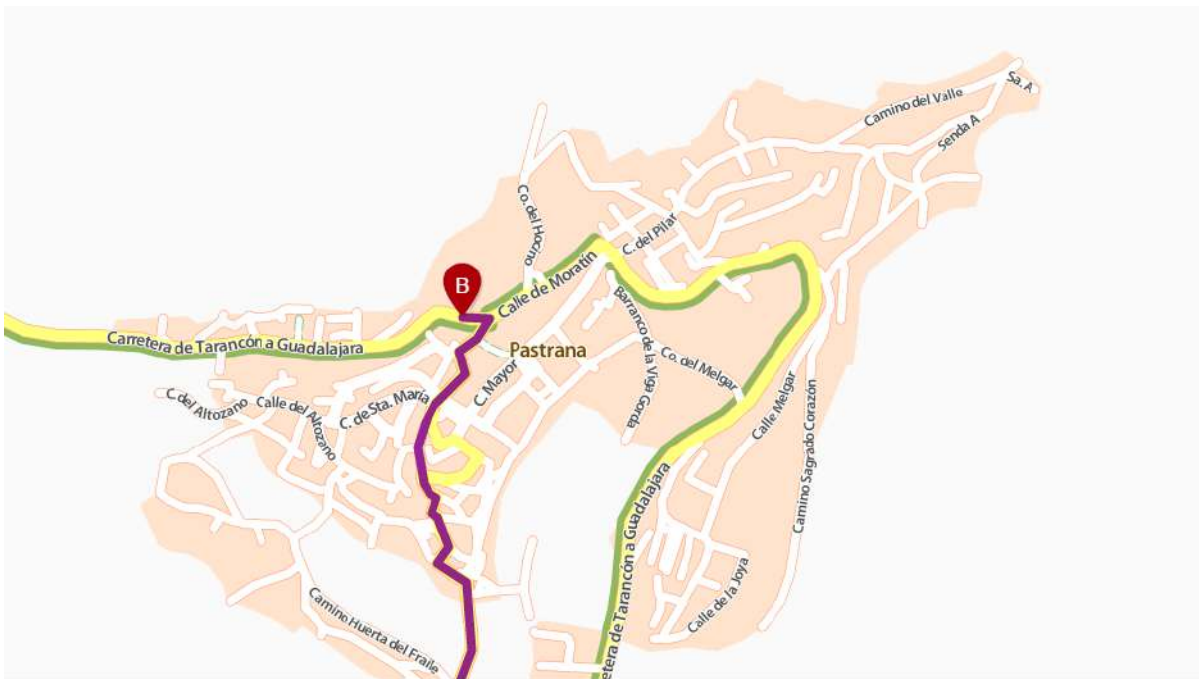 Sa. A
Camino del Valle
Senda A
Co. del Hocino
C. del Pilar
B
Calle de Moratín
Carretera de Tarancón a Guadalajara
Pastrana
Barranco de la Viga Gorda
Co. del Melgar
C. Mayor
C. de Sta. María
C. del Altozano
Calle del Altozano
Calle Melgar
Camino Sagrado Corazón
etera de Tarancón a Guadalajara
Calle de la Joya
Camino Huerta del Fraile